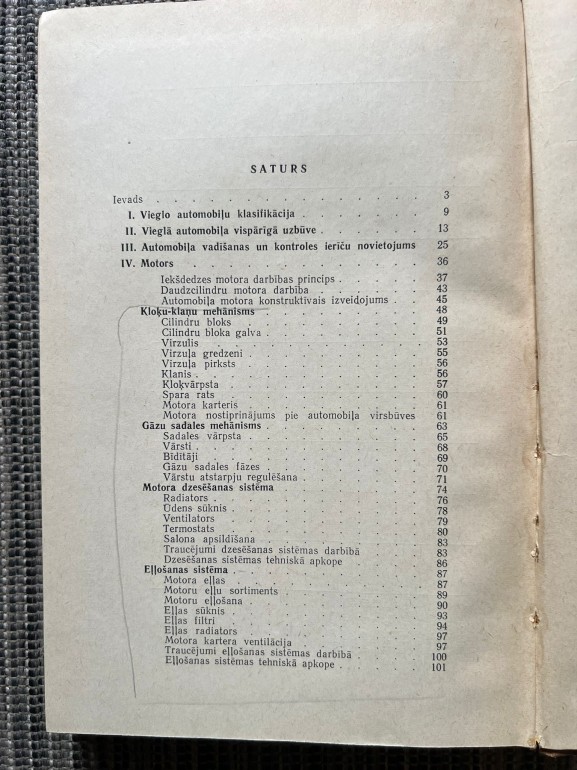 SATURS
Ievads 3
I. Vieglo automobiļu klasifikācija 9
II. Vieglā automobiļa vispārīgā uzbūve 13
III. Automobiļa vadīšanas un kontroles ierīču novietojums 25
IV. Motors 36
Iekšdedzes motora darbības princips 37
Daudzcilindru motora darbība 43
Automobiļa motora konstruktīvais izveidojums 45
Kloķu-klaņu mehānisms 48
Cilindru bloks 49
Cilindru bloka galva 51
Virzulis 53
Virzuļa gredzeni 55
Virzuļa pirksts 56
Klanis 56
Kloķvārpsta 57
Spara rats 60
Motora karteris 61
Motora nostiprinājums pie automobiļa virsbūves 61
Gāzu sadales mehānisms 63
Sadales vārpsta 65
Vārsti 68
Bīdītāji 69
Gāzu sadales fāzes 70
Vārstu atstarpju regulēšana 71
Motora dzesēšanas sistēma 74
Radiators 76
Ūdens sūknis 78
Ventilators 79
Termostats 80
Salona apsildīšana 83
Traucējumi dzesēšanas sistēmas darbībā 83
Dzesēšanas sistēmas tehniskā apkope 86
Eļļošanas sistēma 87
Motora eļļas 87
Motoru eļļu sortiments 89
Motoru eļļošana 90
Eļļas sūknis 93
Eļļas filtri 94
Eļļas radiators 97
Motora kartera ventilācija 97
Traucējumi eļļošanas sistēmas darbībā 100
Eļļošanas sistēmas tehniskā apkope 101